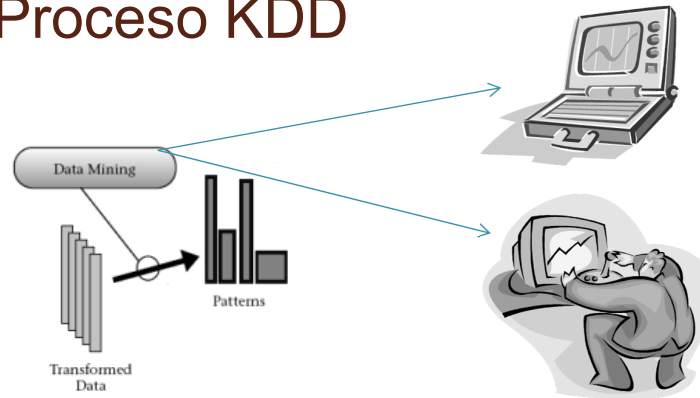 Proceso KDD
Data Mining
Patterns
Transformed
Data